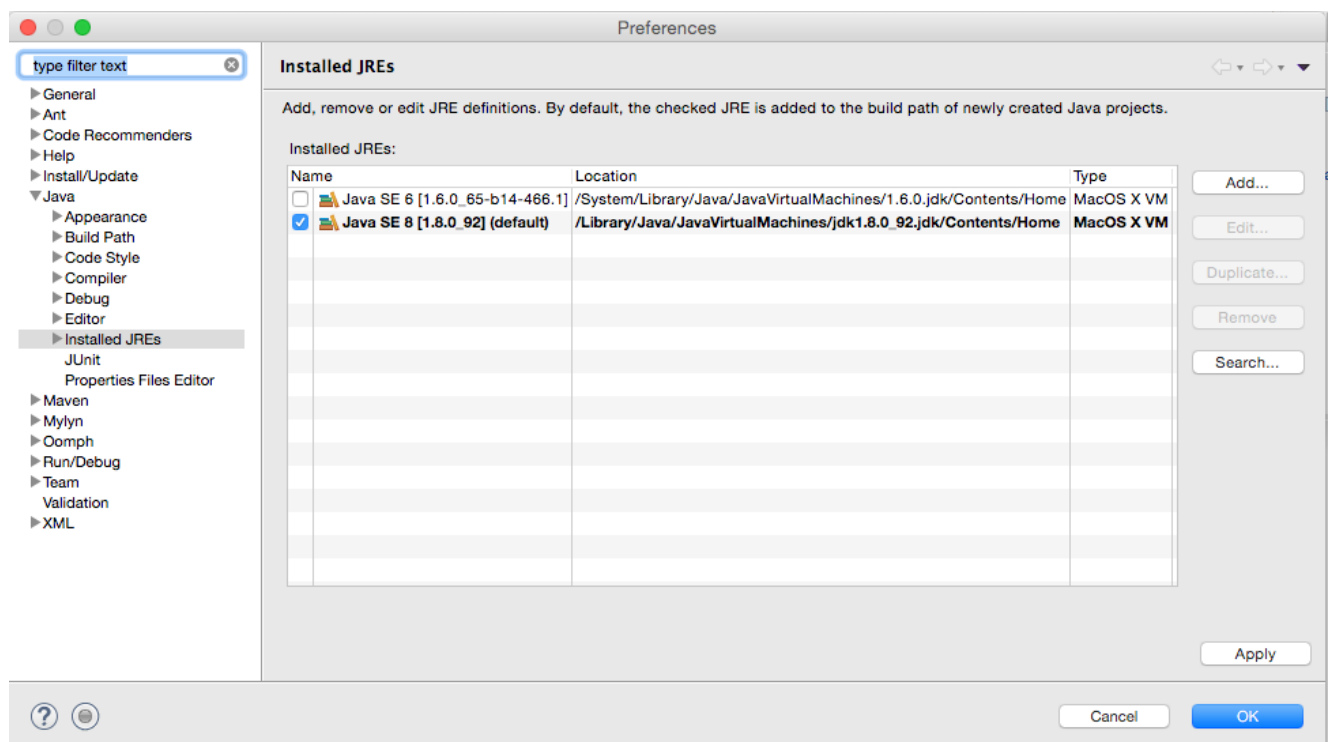 Preferences
type filter text
General
Ant
Code Recommenders
Help
Install/Update
Java
Appearance
Build Path
Code Style
Compiler
Debug
Editor
Installed JREs
JUnit
Properties Files Editor
Maven
Mylyn
Oomph
Run/Debug
Team
Validation
XML
Installed JREs
Add, remove or edit JRE definitions. By default, the checked JRE is added to the build path of newly created Java projects.
Installed JREs:
Name Location Type
Java SE 6 [1.6.0_65-b14-466.1] /System/Library/Java/JavaVirtualMachines/1.6.0.jdk/Contents/Home MacOS X VM
Java SE 8 [1.8.0_92] (default) /Library/Java/JavaVirtualMachines/jdk1.8.0_92.jdk/Contents/Home MacOS X VM
Add...
Edit...
Duplicate...
Remove
Search...
Apply
?
Cancel OK